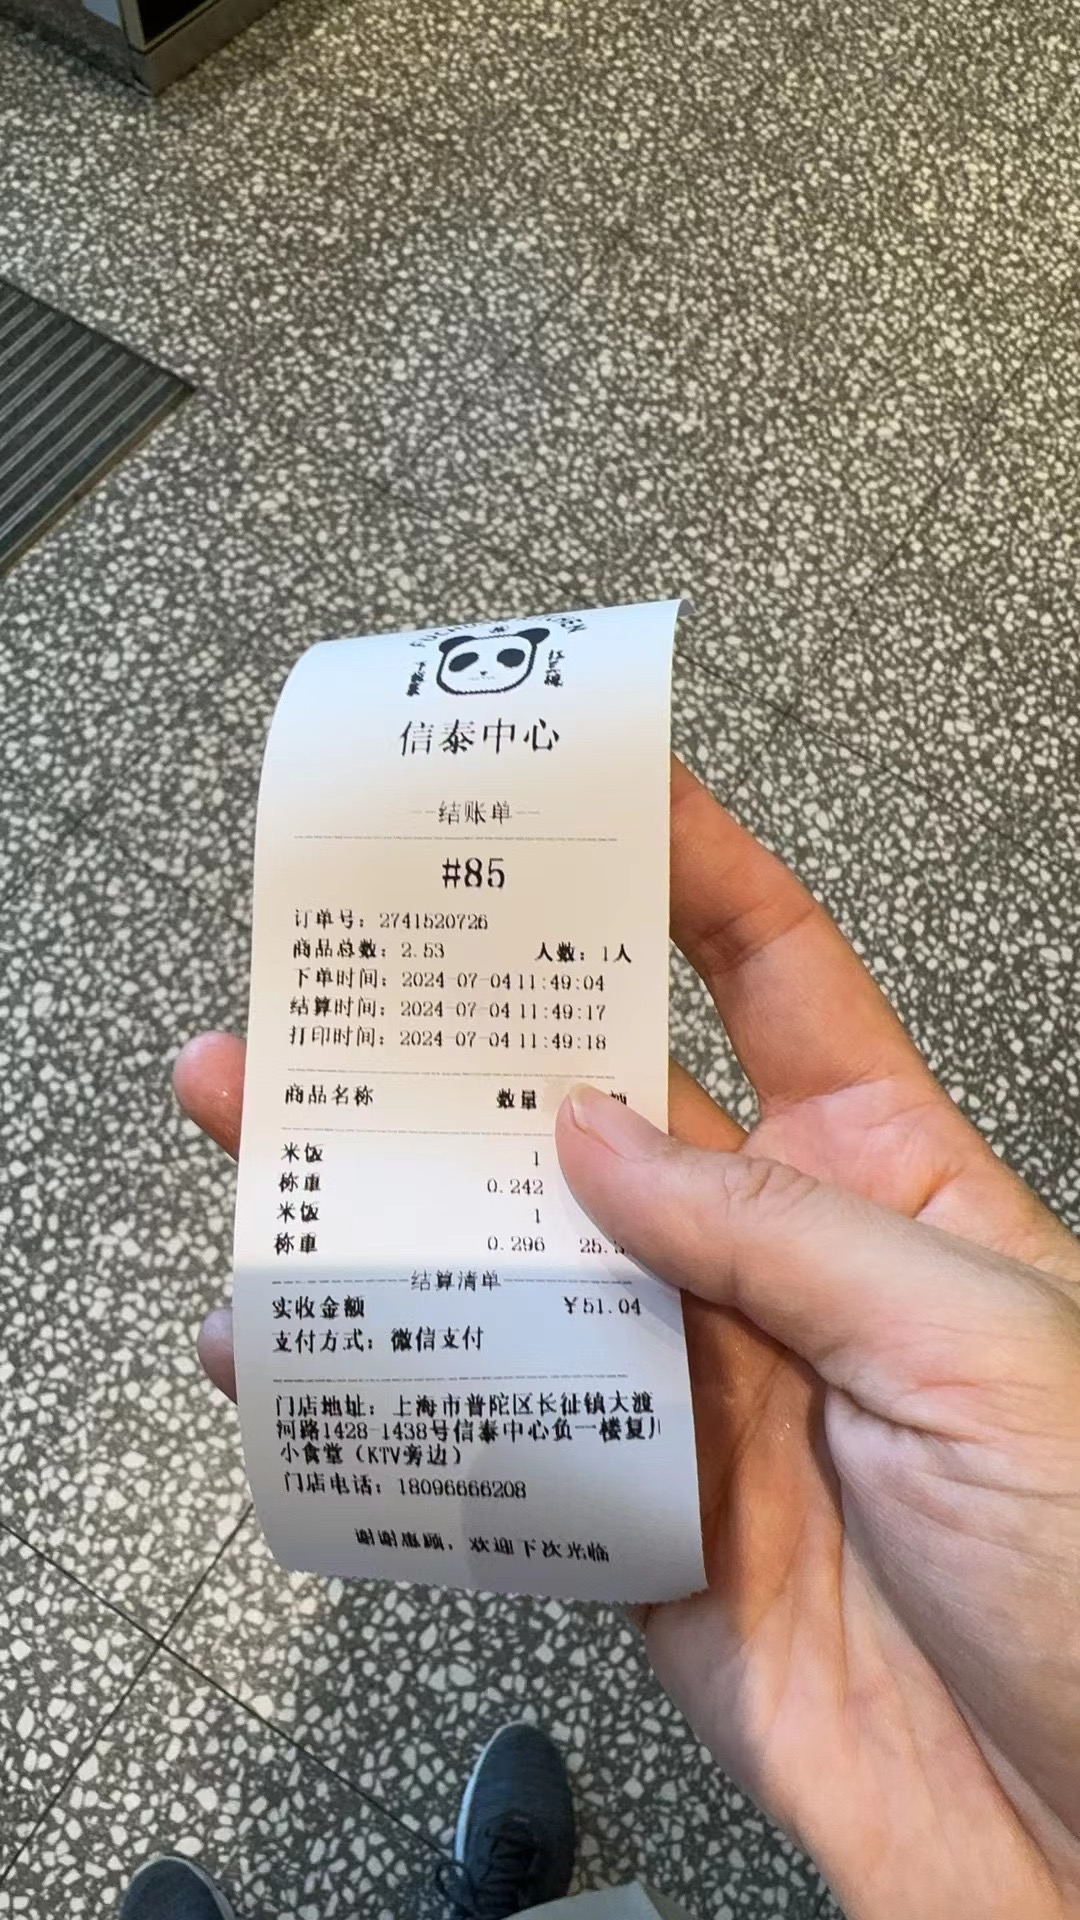 信泰中心
--结账单--
#85
订单号：2741520726
商品总数：2.53 人数：1人
下单时间：2024-07-04 11:49:04
结算时间：2024-07-04 11:49:17
打印时间：2024-07-04 11:49:18
商品名称 数量
米饭 1
称重 0.242
米饭 1
称重 0.296 25.
结算清单
实收金额 ¥51.04
支付方式：微信支付
门店地址：上海市普陀区长征镇大渡
河路1428-1438号信泰中心负一楼复
小食堂（KTV旁边）
门店电话：18096666208
谢谢惠顾，欢迎下次光临